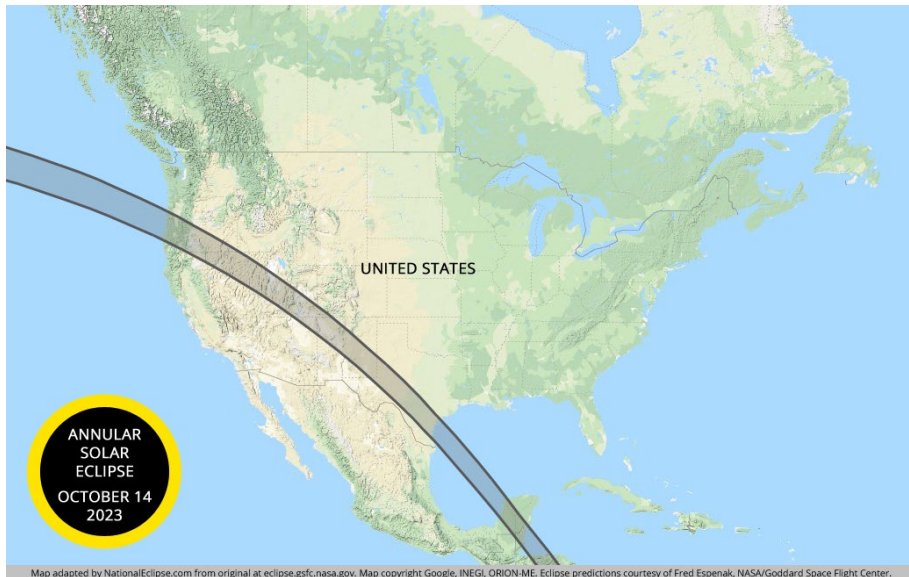 UNITED STATES
ANNULAR
SOLAR
ECLIPSE
OCTOBER 14
2023
Map adapted by NationalEclipse.com from original at eclipse.gsfc.nasa.gov. Map copyright Google, INEGI, ORION-ME. Eclipse predictions courtesy of Fred Espenak, NASA/Goddard Space Flight Center.